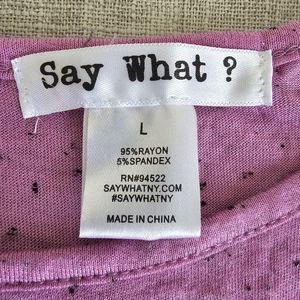 Say What ?
L
95%RAYON
5%SPANDEX
RN#94522
SAYWHATNY.COM
#SAYWHATNY
MADE IN CHINA